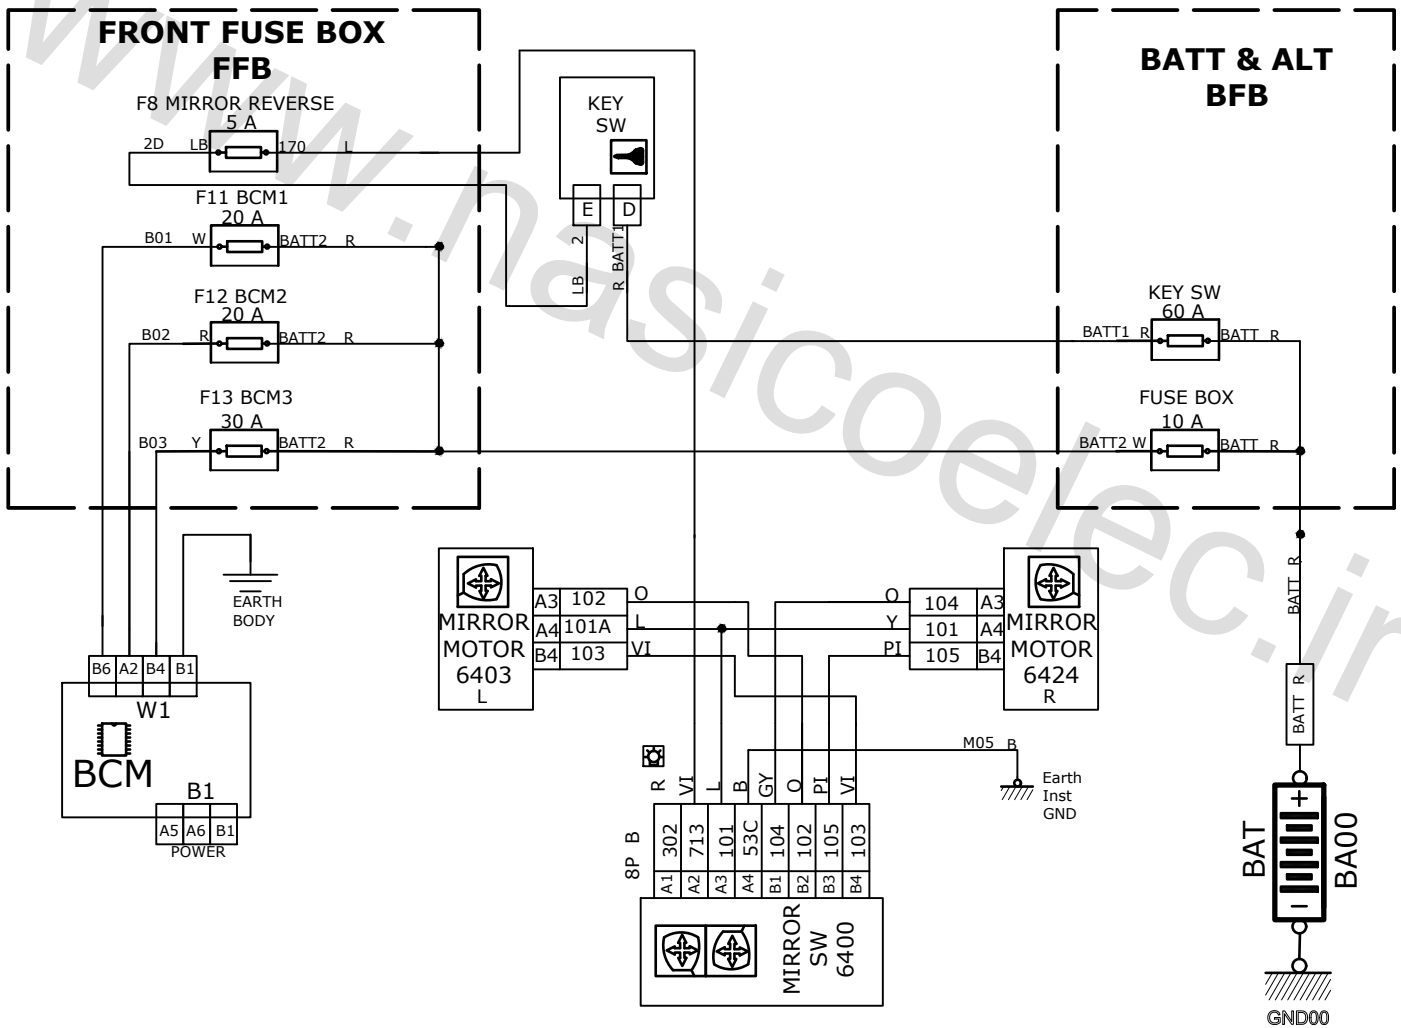 FRONT FUSE BOX
FFB
F8 MIRROR REVERSE
5 A
2D LB 170 L
F11 BCM1
20 A
B01 W BATT2 R
F12 BCM2
20 A
B02 R BATT2 R
F13 BCM3
30 A
B03 Y BATT2 R
KEY
SW
E D
2
LB
R BATT1
BATT & ALT
BFB
KEY SW
60 A
BATT1 R BATT R
FUSE BOX
10 A
BATT2 W BATT R
BATT R
BATT R
EARTH
BODY
B6 A2 B4 B1
W1
BCM
B1
A5 A6 B1
POWER
MIRROR
MOTOR
6403
L
A3 102 O
A4 101A L
B4 103 VI
O 104 A3
Y 101 A4
PI 105 B4
MIRROR
MOTOR
6424
R
M05 B
Earth
Inst
GND
R VI L B GY O PI VI
8P B
302 713 101 53C 104 102 105 103
A1 A2 A3 A4 B1 B2 B3 B4
MIRROR
SW
6400
BAT
+
−
BA00
GND00
www.nasicoelec.ir